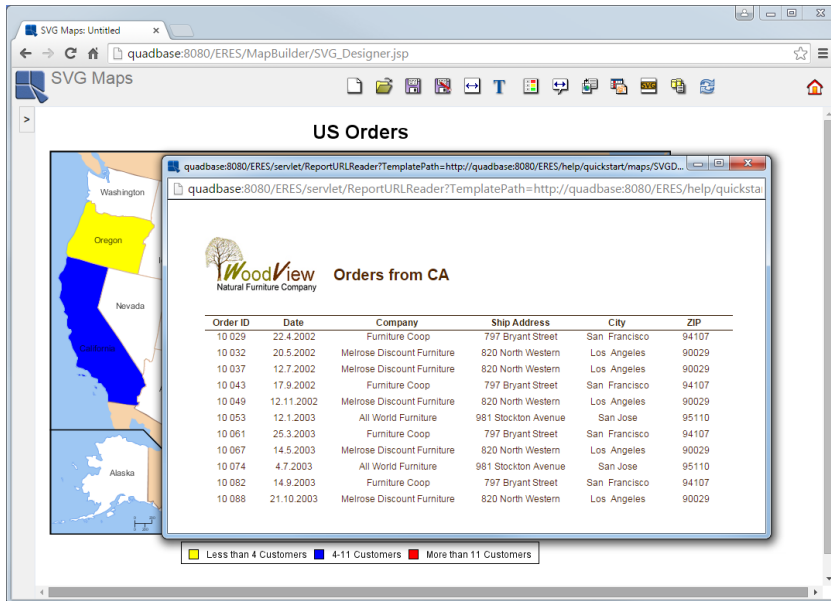 SVG Maps: Untitled
quadbase:8080/ERES/MapBuilder/SVG_Designer.jsp
SVG Maps
T
SVG
>
US Orders
Washington
Oregon
Nevada
California
Alaska
quadbase:8080/ERES/servlet/ReportURLReader?TemplatePath=http://quadbase:8080/ERES/help/quickstart/maps/SVGD...
quadbase:8080/ERES/servlet/ReportURLReader?TemplatePath=http://quadbase:8080/ERES/help/quicksta
WoodView
Natural Furniture Company
Orders from CA
Order ID Date Company Ship Address City ZIP
10 029 22.4.2002 Furniture Coop 797 Bryant Street San Francisco 94107
10 032 20.5.2002 Melrose Discount Furniture 820 North Western Los Angeles 90029
10 037 12.7.2002 Melrose Discount Furniture 820 North Western Los Angeles 90029
10 043 17.9.2002 Furniture Coop 797 Bryant Street San Francisco 94107
10 049 12.11.2002 Melrose Discount Furniture 820 North Western Los Angeles 90029
10 053 12.1.2003 All World Furniture 981 Stockton Avenue San Jose 95110
10 061 25.3.2003 Furniture Coop 797 Bryant Street San Francisco 94107
10 067 14.5.2003 Melrose Discount Furniture 820 North Western Los Angeles 90029
10 074 4.7.2003 All World Furniture 981 Stockton Avenue San Jose 95110
10 082 14.9.2003 Furniture Coop 797 Bryant Street San Francisco 94107
10 088 21.10.2003 Melrose Discount Furniture 820 North Western Los Angeles 90029
Less than 4 Customers 4-11 Customers More than 11 Customers